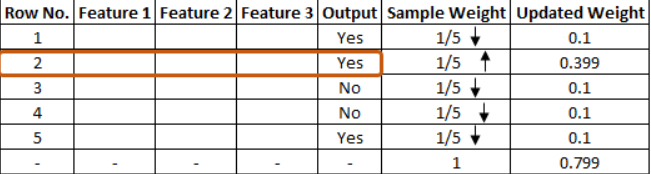 Row No. Feature 1 Feature 2 Feature 3 Output Sample Weight Updated Weight
1 Yes 1/5 ↓ 0.1
2 Yes 1/5 ↑ 0.399
3 No 1/5 ↓ 0.1
4 No 1/5 ↓ 0.1
5 Yes 1/5 ↓ 0.1
- - - - - 1 0.799